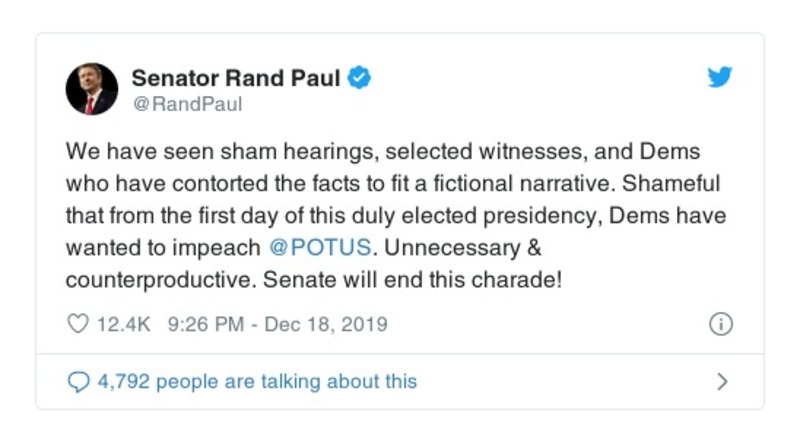 Senator Rand Paul
@RandPaul
We have seen sham hearings, selected witnesses, and Dems
who have contorted the facts to fit a fictional narrative. Shameful
that from the first day of this duly elected presidency, Dems have
wanted to impeach @POTUS. Unnecessary &
counterproductive. Senate will end this charade!
12.4K 9:26 PM - Dec 18, 2019
4,792 people are talking about this